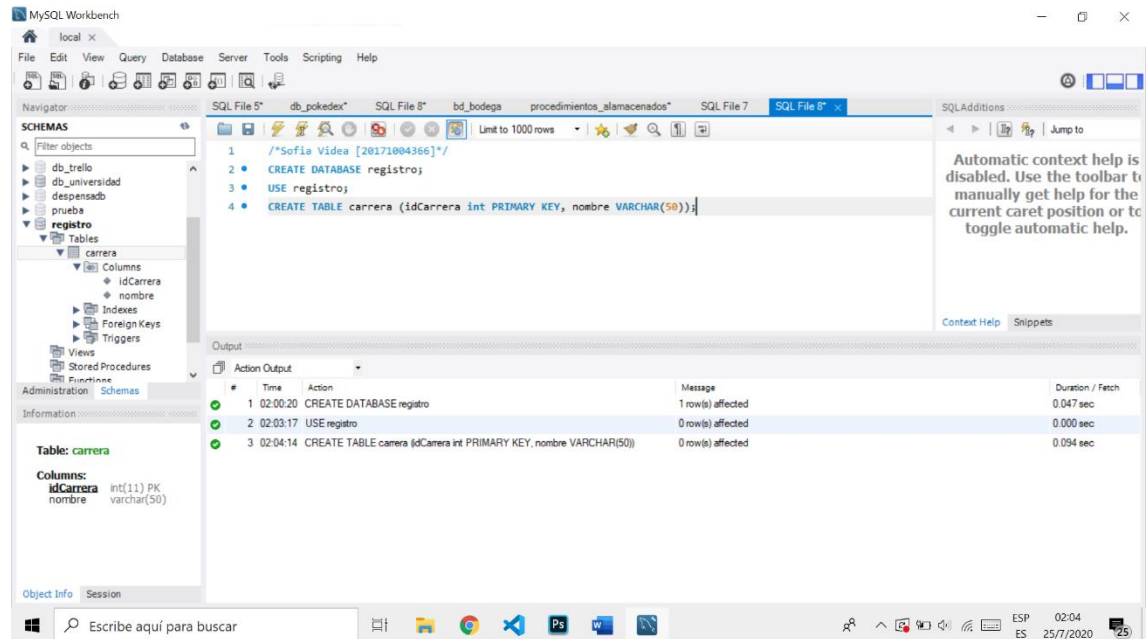 MySQL Workbench
local ×
File Edit View Query Database Server Tools Scripting Help
Navigator
SCHEMAS
Filter objects
db_trello
db_universidad
despensadb
prueba
registro
Tables
carrera
Columns
idCarrera
nombre
Indexes
Foreign Keys
Triggers
Views
Stored Procedures
Functions
Administration Schemas
Information
Table: carrera
Columns:
idCarrera int(11) PK
nombre varchar(50)
Object Info Session
SQL File 5* db_pokedex* SQL File 8* bd_bodega procedimientos_alamacenados* SQL File 7 SQL File 8* ×
Limit to 1000 rows
1 /*Sofia Videa [20171004366]*/
2 CREATE DATABASE registro;
3 USE registro;
4 CREATE TABLE carrera (idCarrera int PRIMARY KEY, nombre VARCHAR(50));
SQLAdditions
Jump to
Automatic context help is
disabled. Use the toolbar to
manually get help for the
current caret position or to
toggle automatic help.
Context Help Snippets
Output
Action Output
# Time Action Message Duration / Fetch
1 02:00:20 CREATE DATABASE registro 1 row(s) affected 0.047 sec
2 02:03:17 USE registro 0 row(s) affected 0.000 sec
3 02:04:14 CREATE TABLE carrera (idCarrera int PRIMARY KEY, nombre VARCHAR(50)) 0 row(s) affected 0.094 sec
Escribe aquí para buscar
Ps
W
ESP
ES
02:04
25/7/2020
25